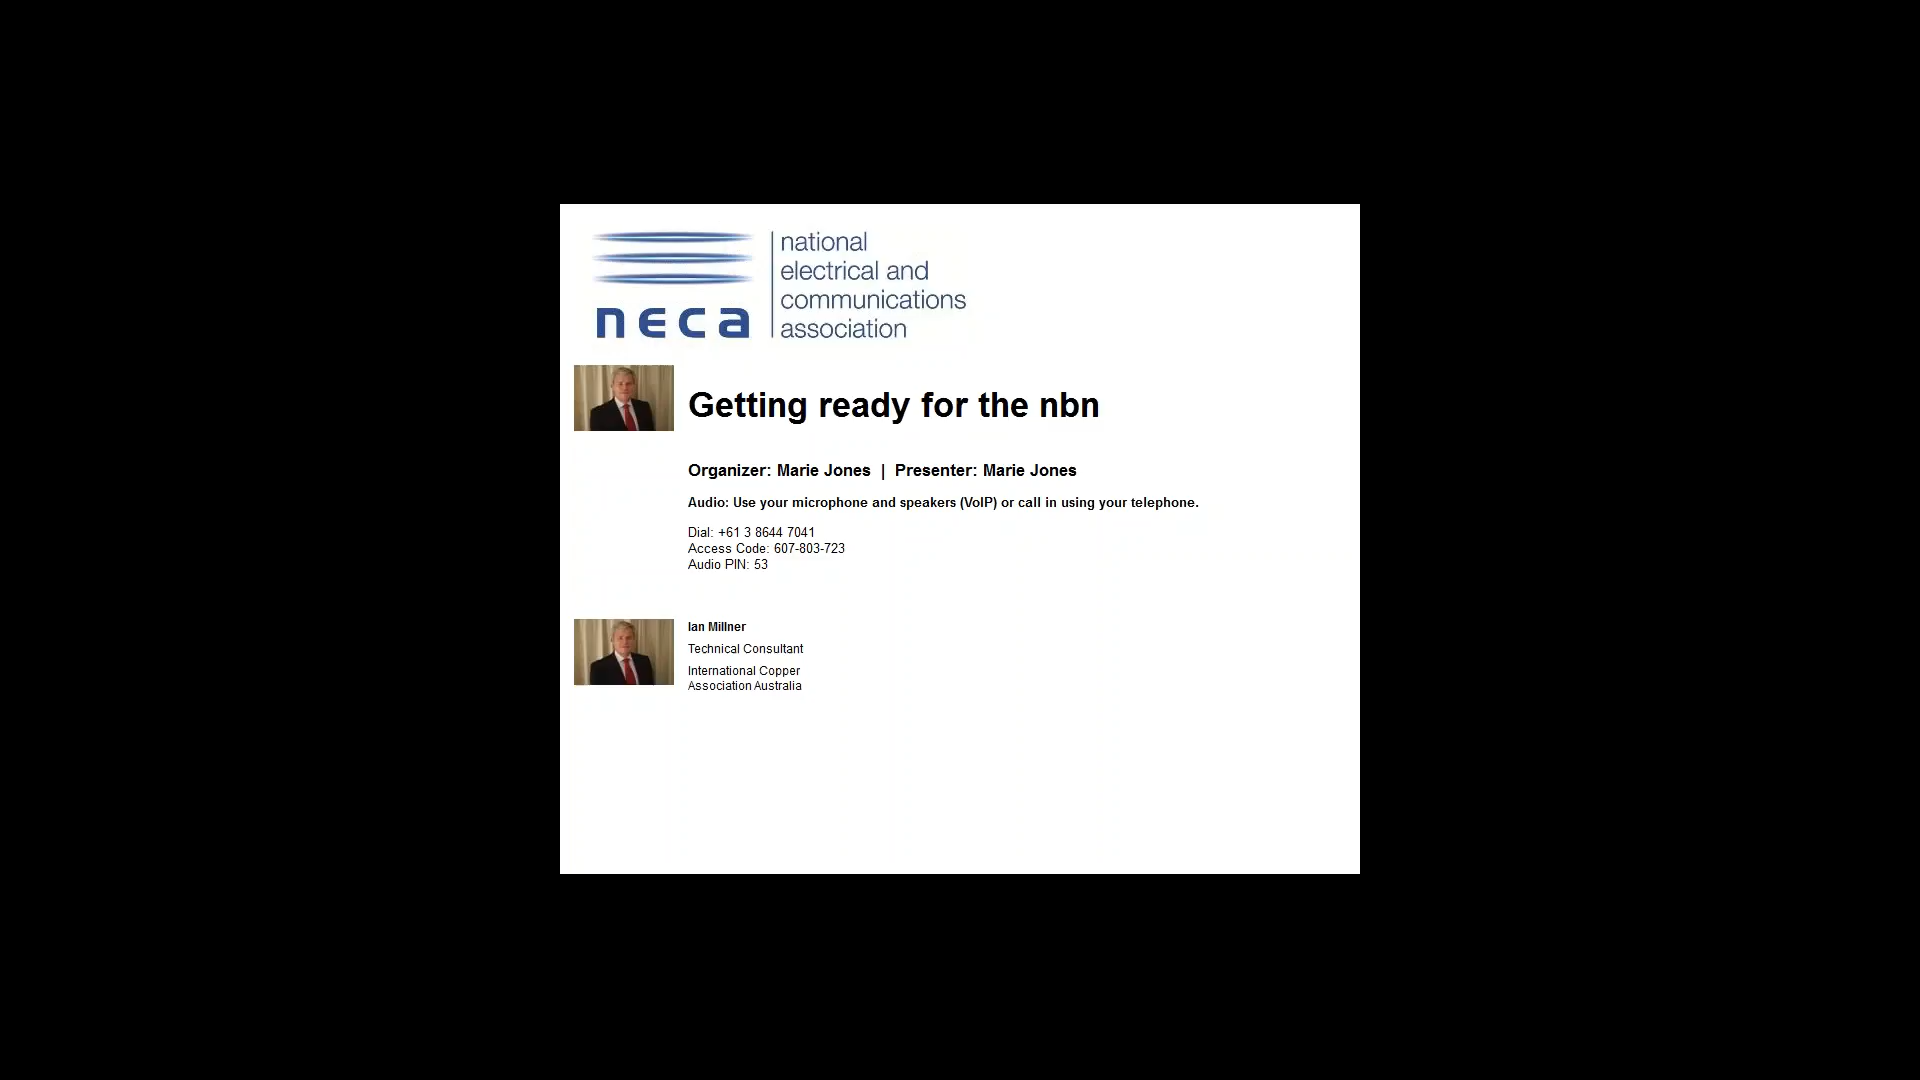 national
electrical and
communications
association
neca
Getting ready for the nbn
Organizer: Marie Jones | Presenter: Marie Jones
Audio: Use your microphone and speakers (VoIP) or call in using your telephone.
Dial: +61 3 8644 7041
Access Code: 607-803-723
Audio PIN: 53
Ian Millner
Technical Consultant
International Copper
Association Australia